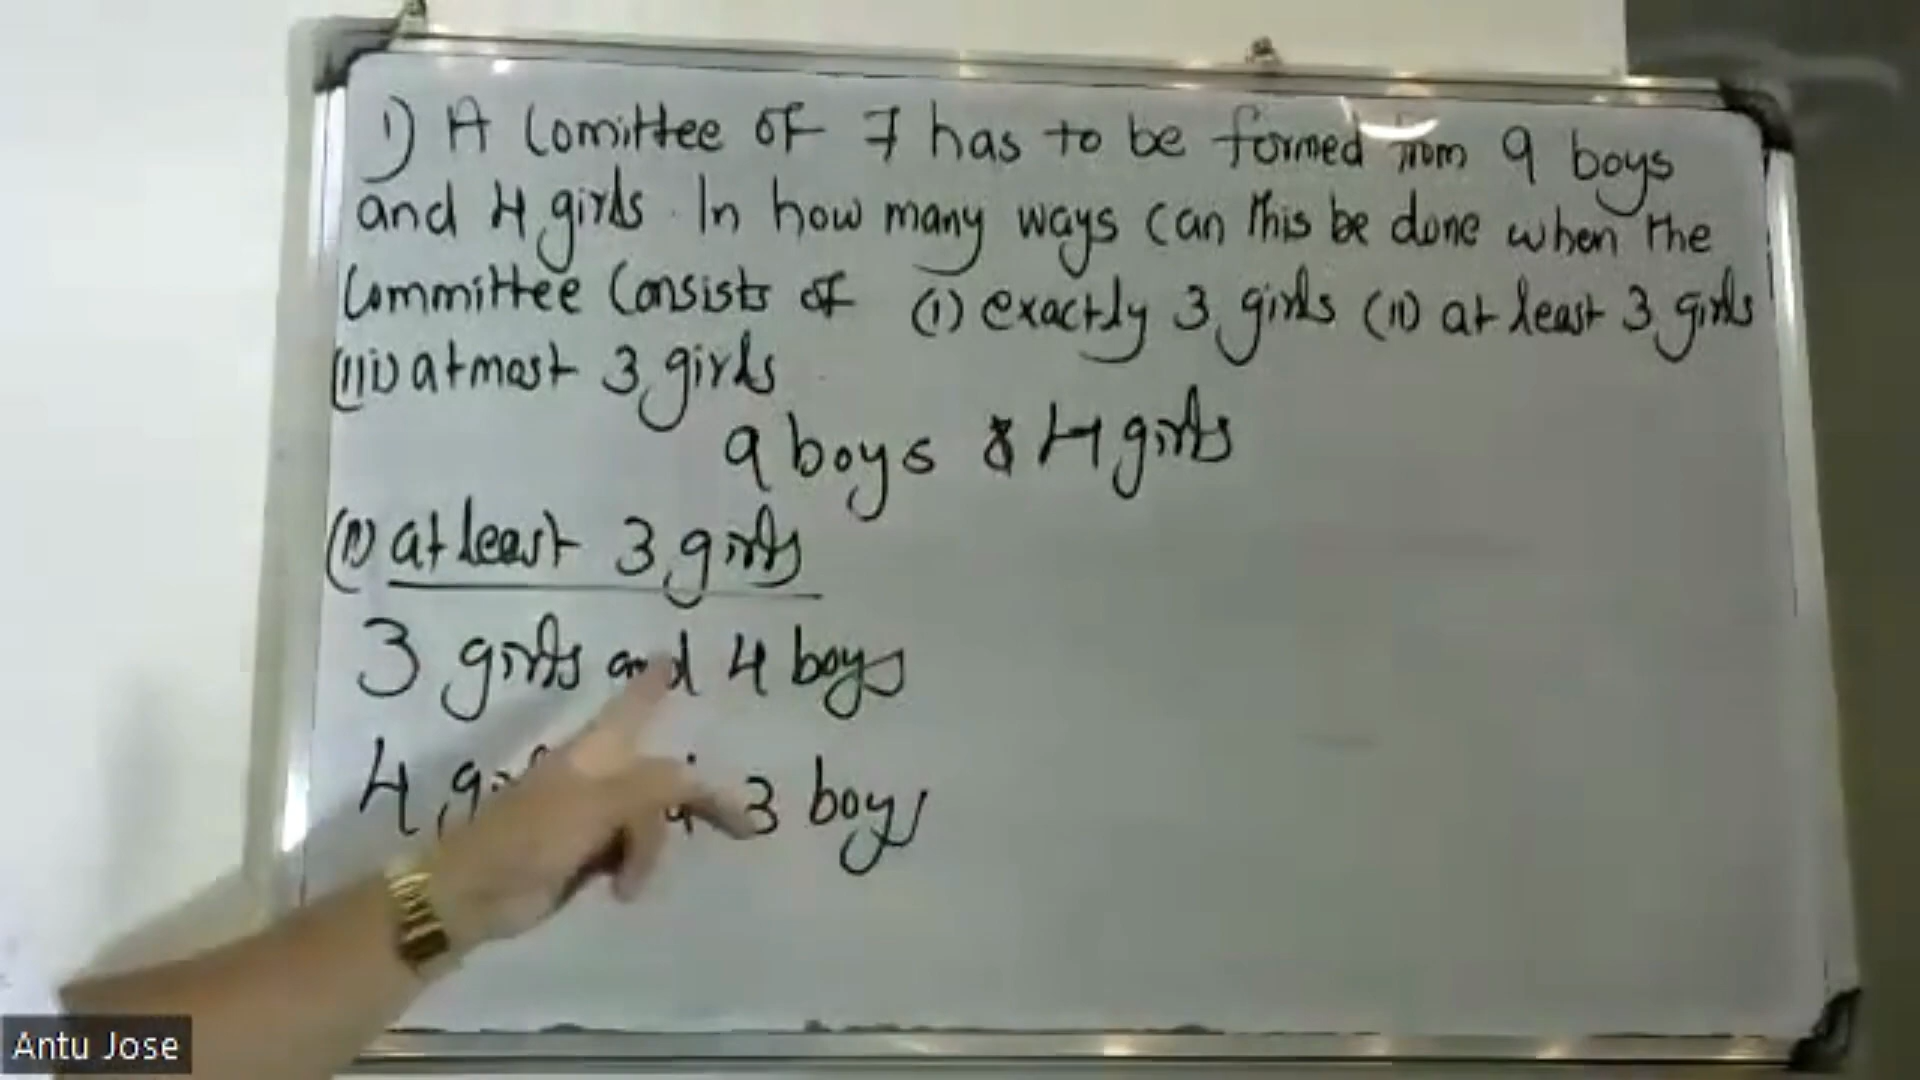 1) A Comittee of 7 has to be formed from 9 boys
and 4 girls. In how many ways can this be done when the
Committee Consists of (i) exactly 3 girls (ii) at least 3 girls
(iii) atmost 3 girls
9 boys & 4 girls
(ii) at least 3 girls
3 girls and 4 boys
4 3 boys
Antu Jose